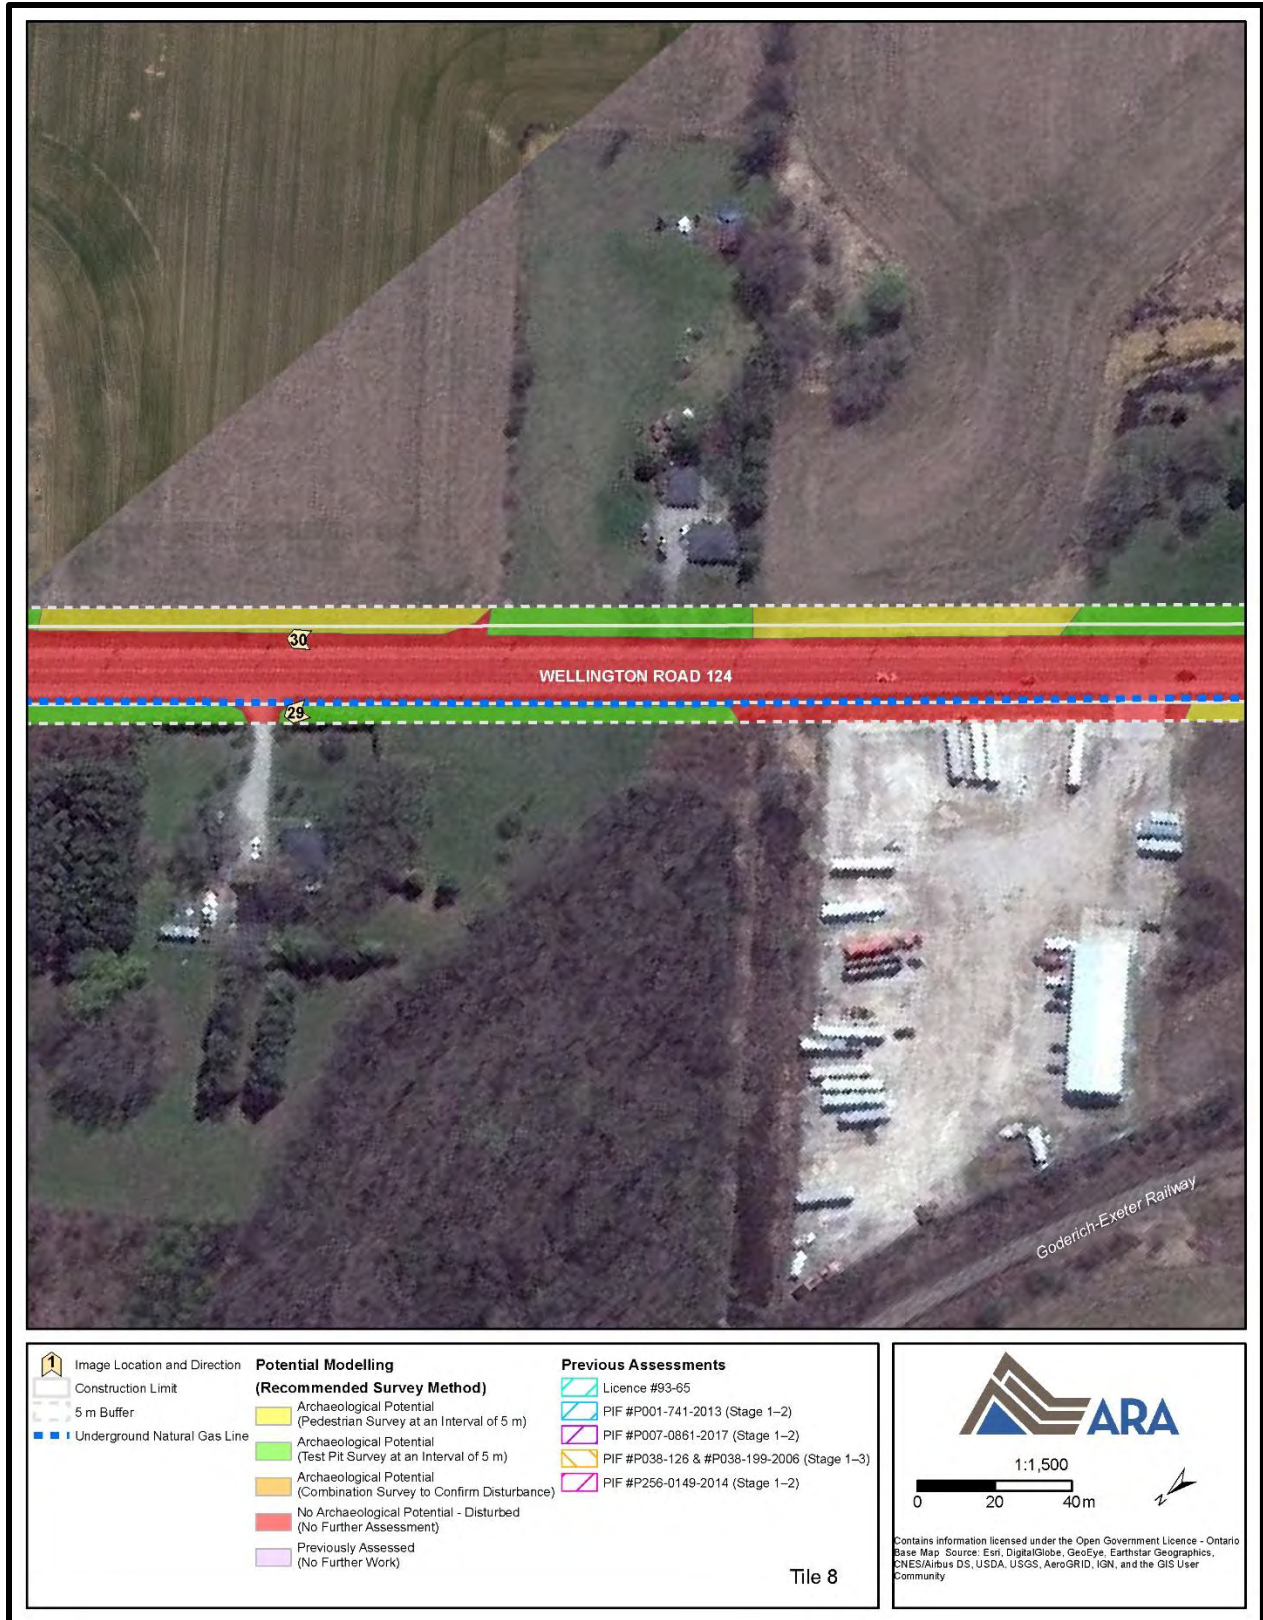 30
WELLINGTON ROAD 124
29
Goderich-Exeter Railway
1 Image Location and Direction
Construction Limit
5 m Buffer
Underground Natural Gas Line
Potential Modelling
(Recommended Survey Method)
Archaeological Potential
(Pedestrian Survey at an Interval of 5 m)
Archaeological Potential
(Test Pit Survey at an Interval of 5 m)
Archaeological Potential
(Combination Survey to Confirm Disturbance)
No Archaeological Potential - Disturbed
(No Further Assessment)
Previously Assessed
(No Further Work)
Previous Assessments
Licence #93-65
PIF #P001-741-2013 (Stage 1–2)
PIF #P007-0861-2017 (Stage 1–2)
PIF #P038-126 & #P038-199-2006 (Stage 1–3)
PIF #P256-0149-2014 (Stage 1–2)
Tile 8
ARA
1:1,500
0 20 40 m
N
Contains information licensed under the Open Government Licence - Ontario
Base Map Source: Esri, DigitalGlobe, GeoEye, Earthstar Geographics,
CNES/Airbus DS, USDA, USGS, AeroGRID, IGN, and the GIS User
Community